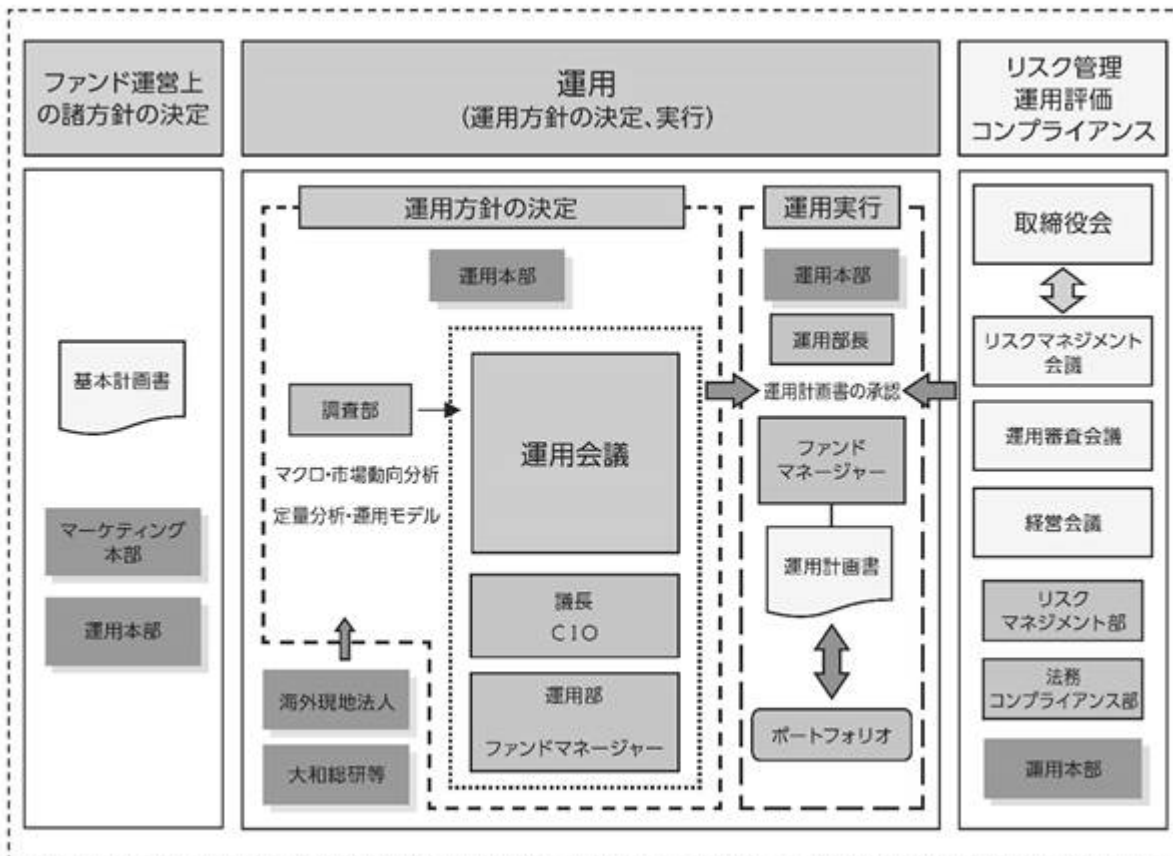 ファンド運営上
の諸方針の決定
運用
(運用方針の決定、実行)
リスク管理
運用評価
コンプライアンス
基本計画書
マーケティング
本部
運用本部
運用方針の決定
運用本部
調査部
マクロ・市場動向分析
定量分析・運用モデル
海外現地法人
大和総研等
運用会議
議長
CIO
運用部
ファンドマネージャー
運用実行
運用本部
運用部長
運用計画書の承認
ファンド
マネージャー
運用計画書
ポートフォリオ
取締役会
リスクマネジメント
会議
運用審査会議
経営会議
リスク
マネジメント部
法務
コンプライアンス部
運用本部